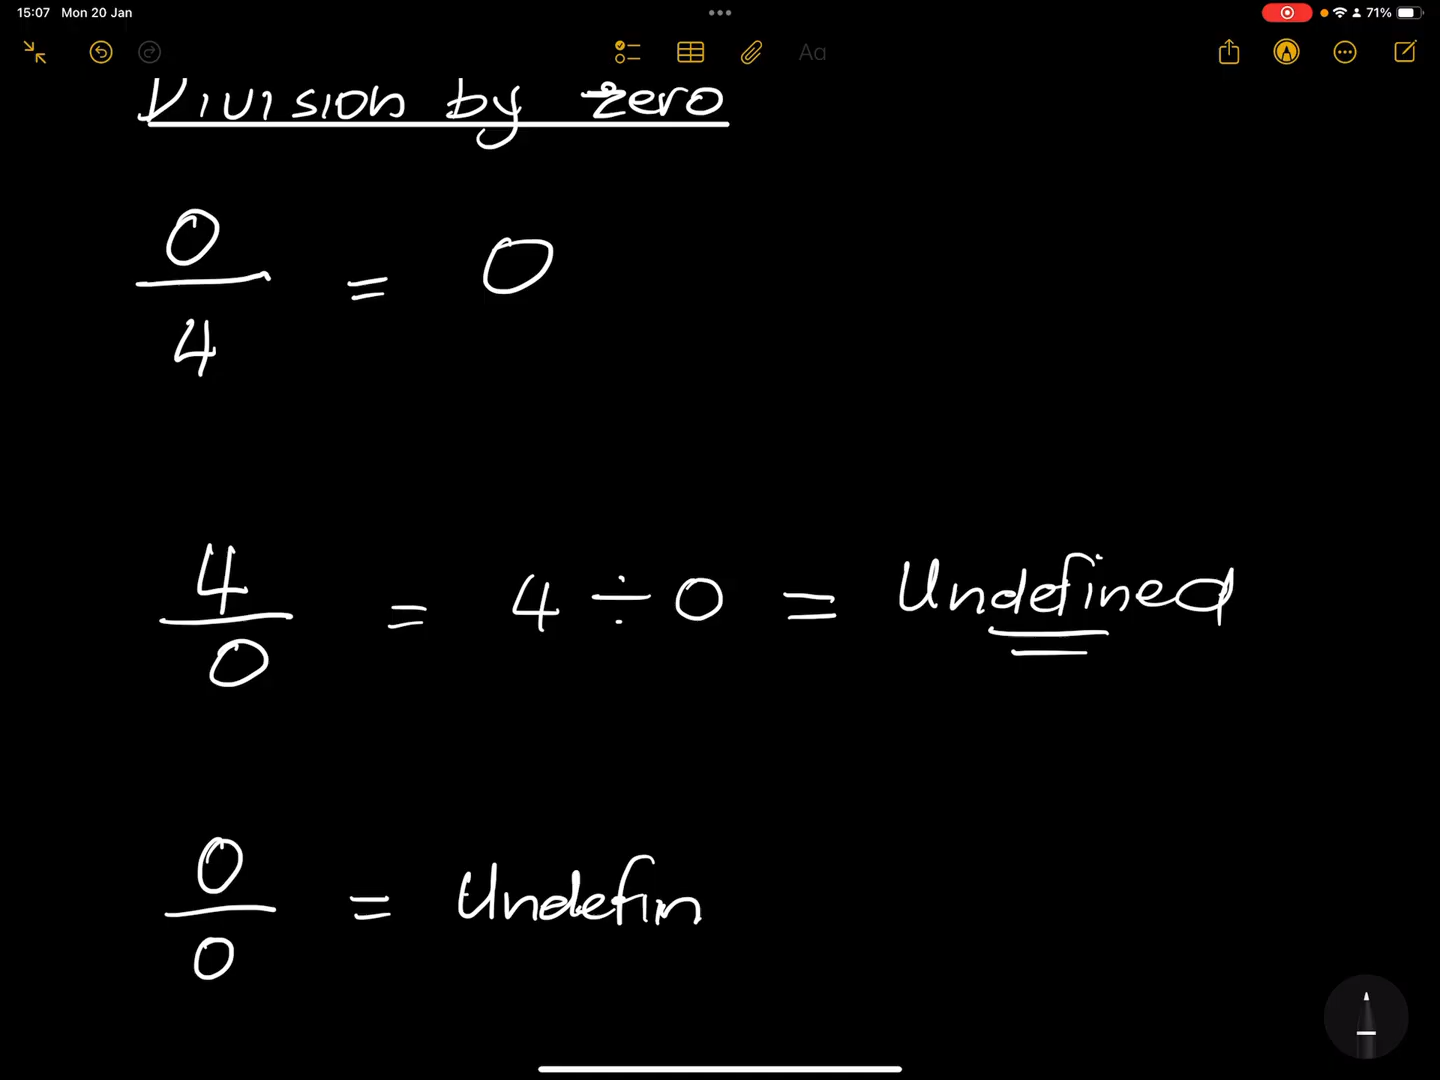 15:07 Mon 20 Jan 71%
Aa
Division by zero
0/4 = 0
4/0 = 4 ÷ 0 = Undefined
0/0 = Undefin